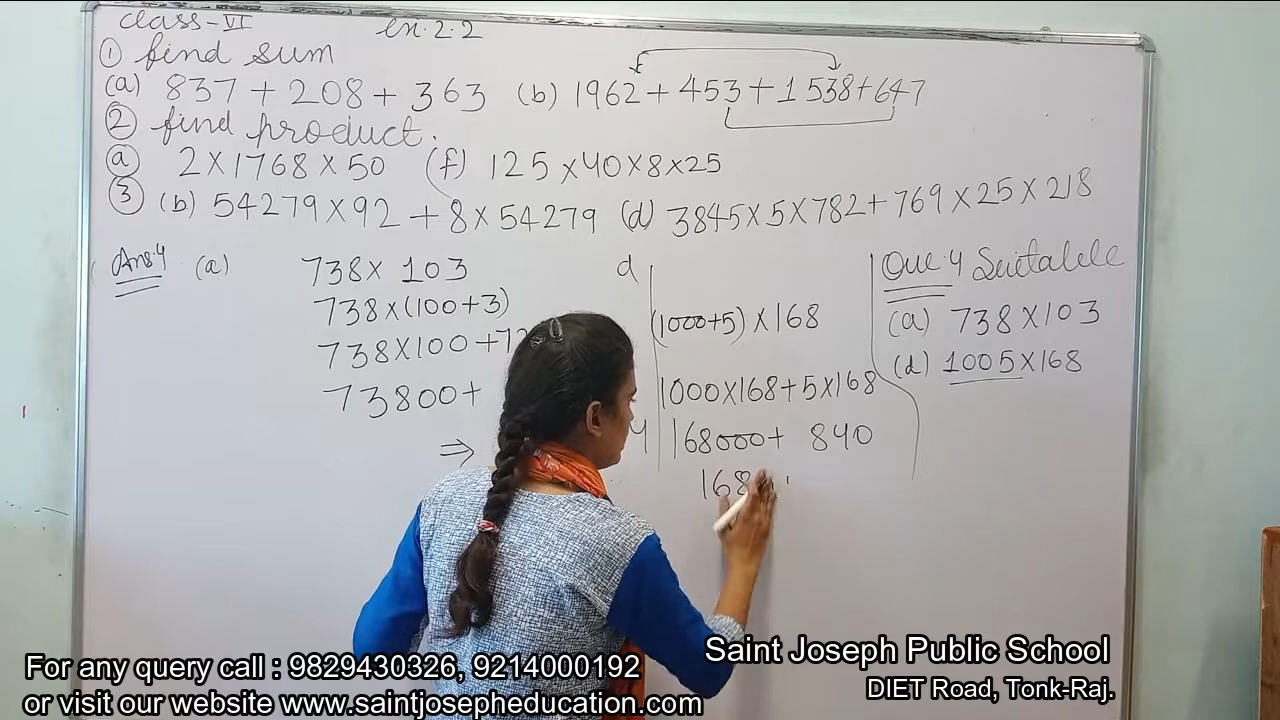 class-VI ex.2.2
① find sum
(a) 837 + 208 + 363 (b) 1962 + 453 + 1538 + 647
② find product.
(a) 2×1768×50 (f) 125×40×8×25
③ (b) 54279×92 + 8×54279 (d) 3845×5×782+769×25×218
Ans.4 (a) 738× 103
738×(100+3)
738×100 +
73800+
⇒
d
(1000+5)×168
1000×168+5×168
168000+ 840
168
Que.4 Suitable
(a) 738×103
(d) 1005×168
For any query call : 9829430326, 9214000192
or visit our website www.saintjosepheducation.com
Saint Joseph Public School
DIET Road, Tonk-Raj.